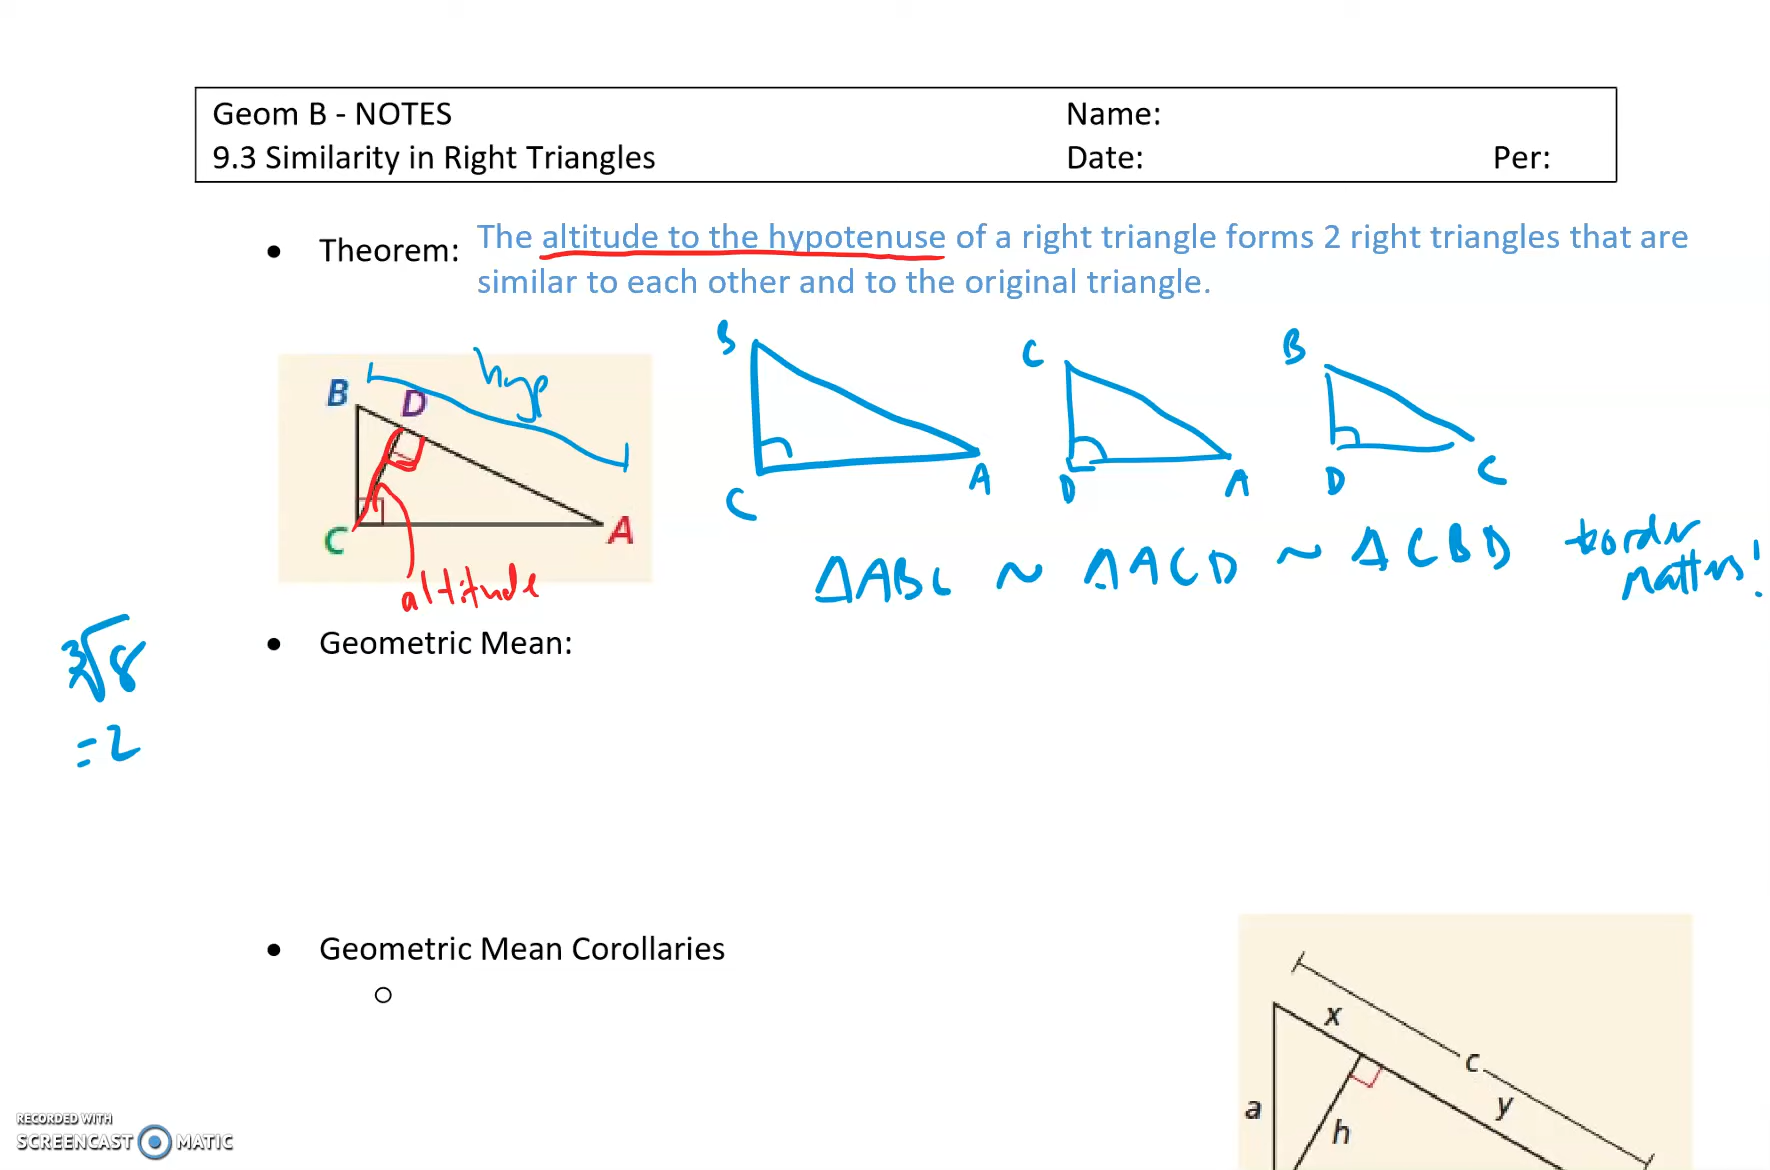 Geom B - NOTES
Name:
9.3 Similarity in Right Triangles
Date:
Per:
• Theorem: The altitude to the hypotenuse of a right triangle forms 2 right triangles that are
similar to each other and to the original triangle.
B
D
C
A
hyp
altitude
B
C
A
C
D
A
B
D
C
ΔABC ~ ΔACD ~ ΔCBD
order
matters!
∛8
=2
• Geometric Mean:
• Geometric Mean Corollaries
x
c
y
a
h
RECORDED WITH
SCREENCAST MATIC